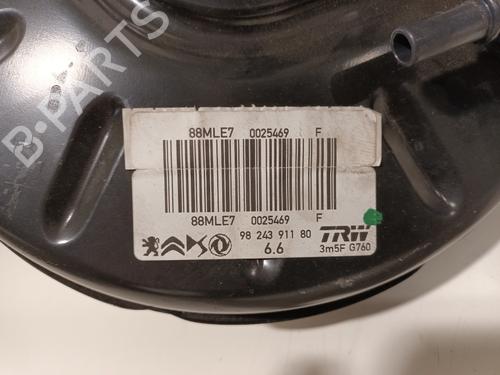 B-PARTS
88MLE7 0025469 F
88MLE7 0025469 F
98 243 911 80
6.6
TRW
3m5F G760